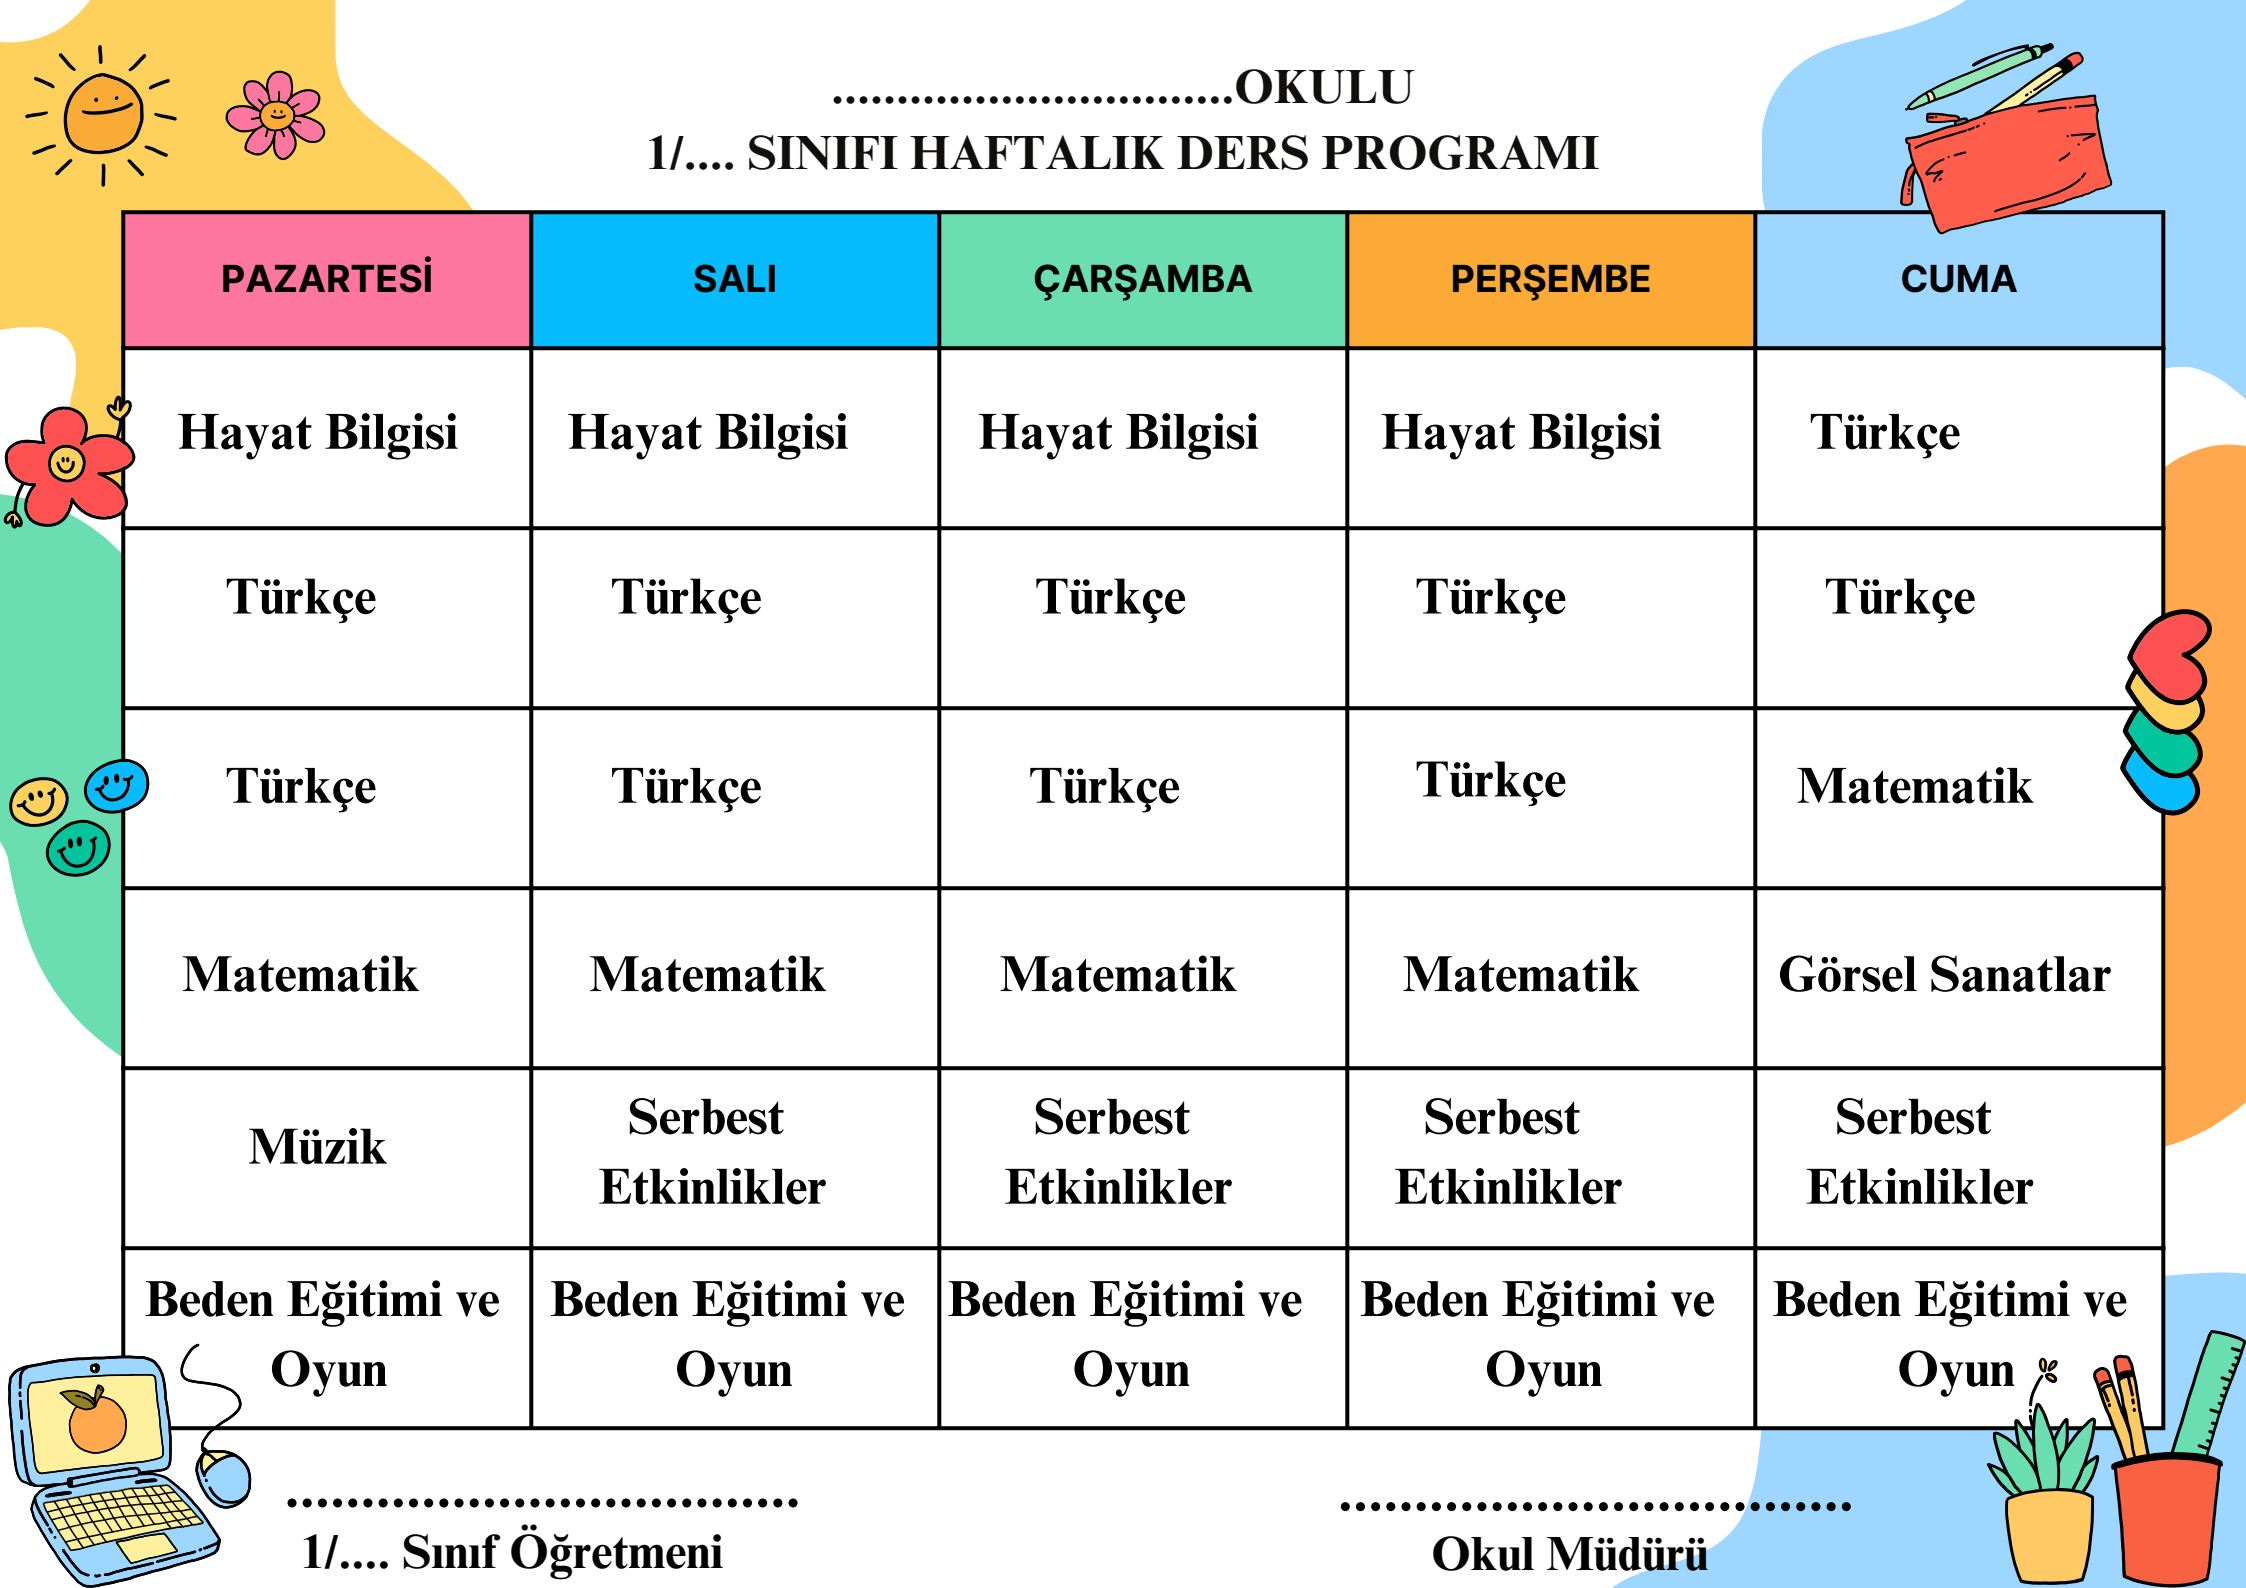 ...............................OKULU
1/.... SINIFI HAFTALIK DERS PROGRAMI
PAZARTESİ SALI ÇARŞAMBA PERŞEMBE CUMA
Hayat Bilgisi Hayat Bilgisi Hayat Bilgisi Hayat Bilgisi Türkçe
Türkçe Türkçe Türkçe Türkçe Türkçe
Türkçe Türkçe Türkçe Türkçe Matematik
Matematik Matematik Matematik Matematik Görsel Sanatlar
Müzik
Serbest
Etkinlikler
Serbest
Etkinlikler
Serbest
Etkinlikler
Serbest
Etkinlikler
Beden Eğitimi ve
Oyun
Beden Eğitimi ve
Oyun
Beden Eğitimi ve
Oyun
Beden Eğitimi ve
Oyun
Beden Eğitimi ve
Oyun
..................................
1/.... Sınıf Öğretmeni
..................................
Okul Müdürü